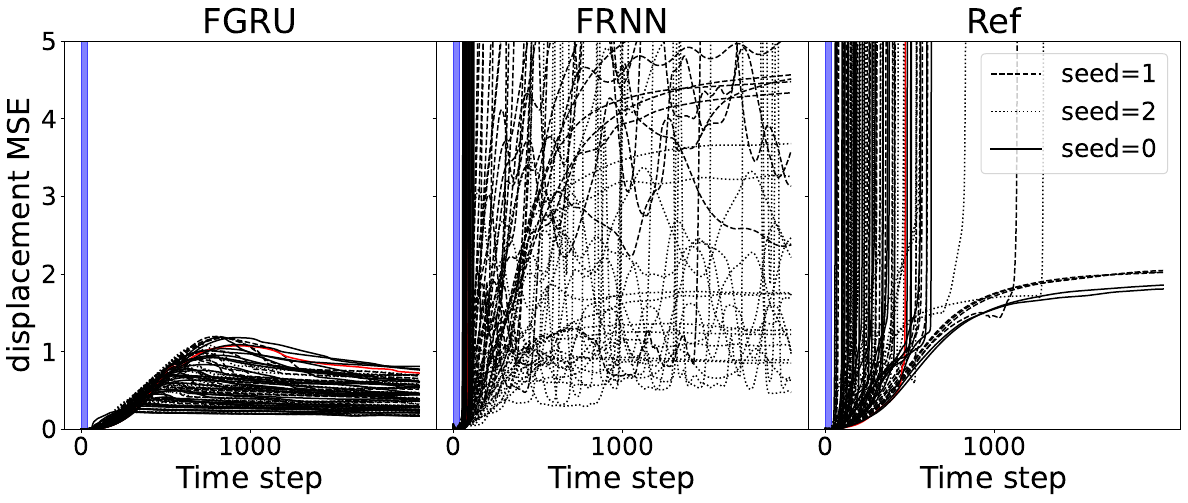 FGRU FRNN Ref
displacement MSE
5
4
3
2
1
0
seed=1
seed=2
seed=0
0 1000 0 1000 0 1000
Time step Time step Time step